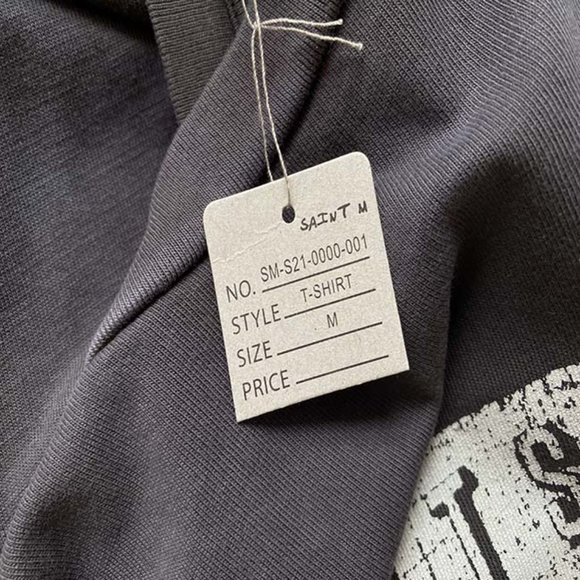 SAINT M
NO. SM-S21-0000-001
STYLE T-SHIRT
SIZE M
PRICE